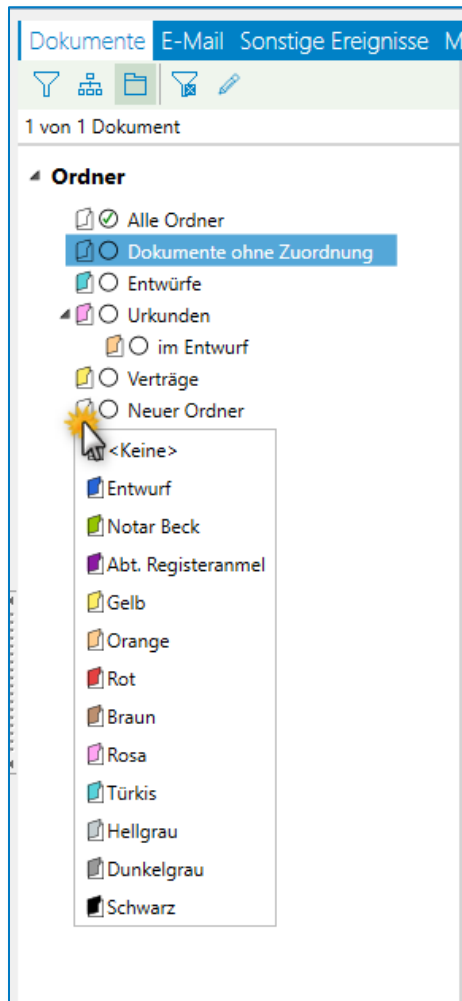 Dokumente E-Mail Sonstige Ereignisse M
1 von 1 Dokument
Ordner
Alle Ordner
Dokumente ohne Zuordnung
Entwürfe
Urkunden
im Entwurf
Verträge
Neuer Ordner
<Keine>
Entwurf
Notar Beck
Abt. Registeranmel
Gelb
Orange
Rot
Braun
Rosa
Türkis
Hellgrau
Dunkelgrau
Schwarz